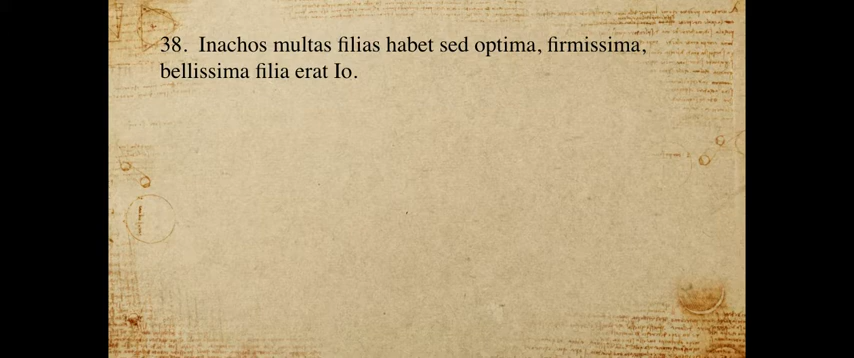 38. Inachos multas filias habet sed optima, firmissima,
bellissima filia erat Io.